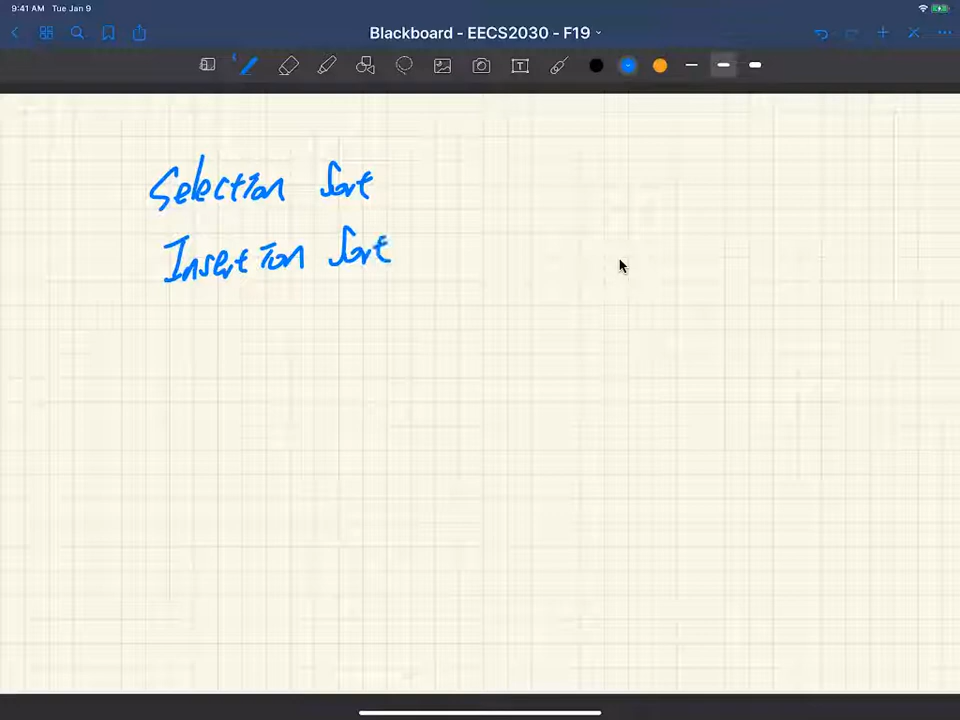 9:41 AM Tue Jan 9
Blackboard - EECS2030 - F19
Selection Sort
Insertion Sort